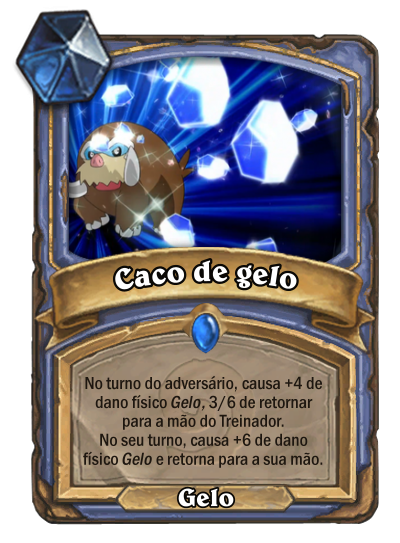 Caco de gelo
No turno do adversário, causa +4 de
dano físico Gelo, 3/6 de retornar
para a mão do Treinador.
No seu turno, causa +6 de dano
físico Gelo e retorna para a sua mão.
Gelo